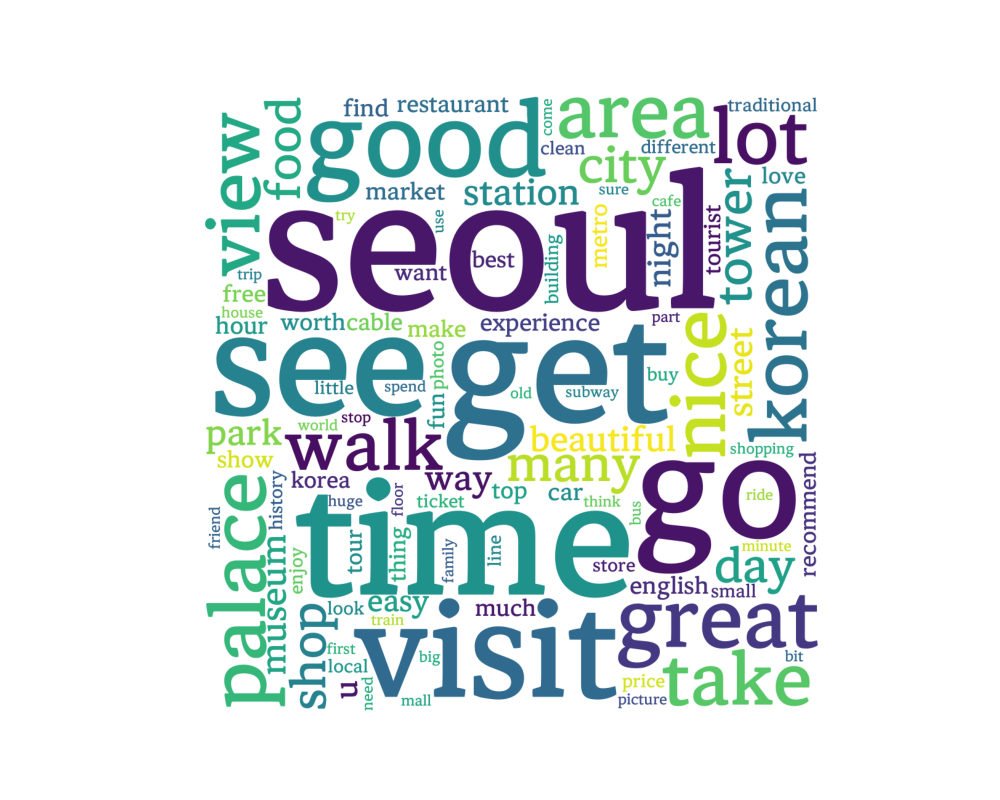 find
restaurant
come
area
traditional
lot
food
good
clean
different
view
city
market
station
sure
love
cafe
tower
korean
try
use
seoul
metro
night
tourist
want
best
building
trip
free
house
hour
worth
cable
make
experience
part
see
get
nice
street
photo
little
spend
fun
old
subway
buy
park
world
stop
walk
beautiful
shopping
show
many
korea
way
go
recommend
palace
history
huge
floor
ticket
top
car
think
bus
ride
friend
time
museum
enjoy
tour
thing
family
line
minute
store
day
english
small
shop
look
easy
train
much
great
visit
first
local
big
u
need
mall
bit
price
take
picture